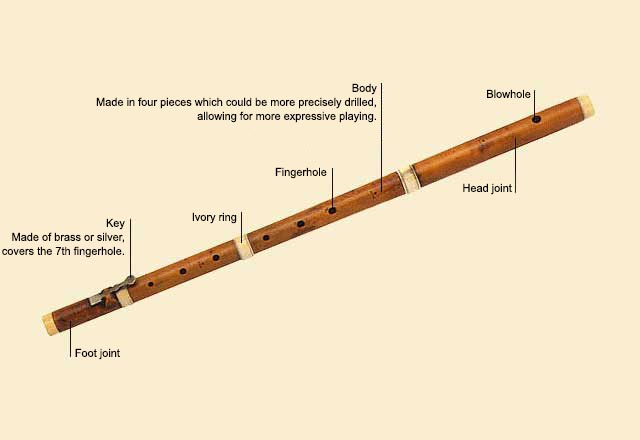 Body
Made in four pieces which could be more precisely drilled,
allowing for more expressive playing.
Blowhole
Fingerhole
Head joint
Ivory ring
Key
Made of brass or silver,
covers the 7th fingerhole.
Foot joint